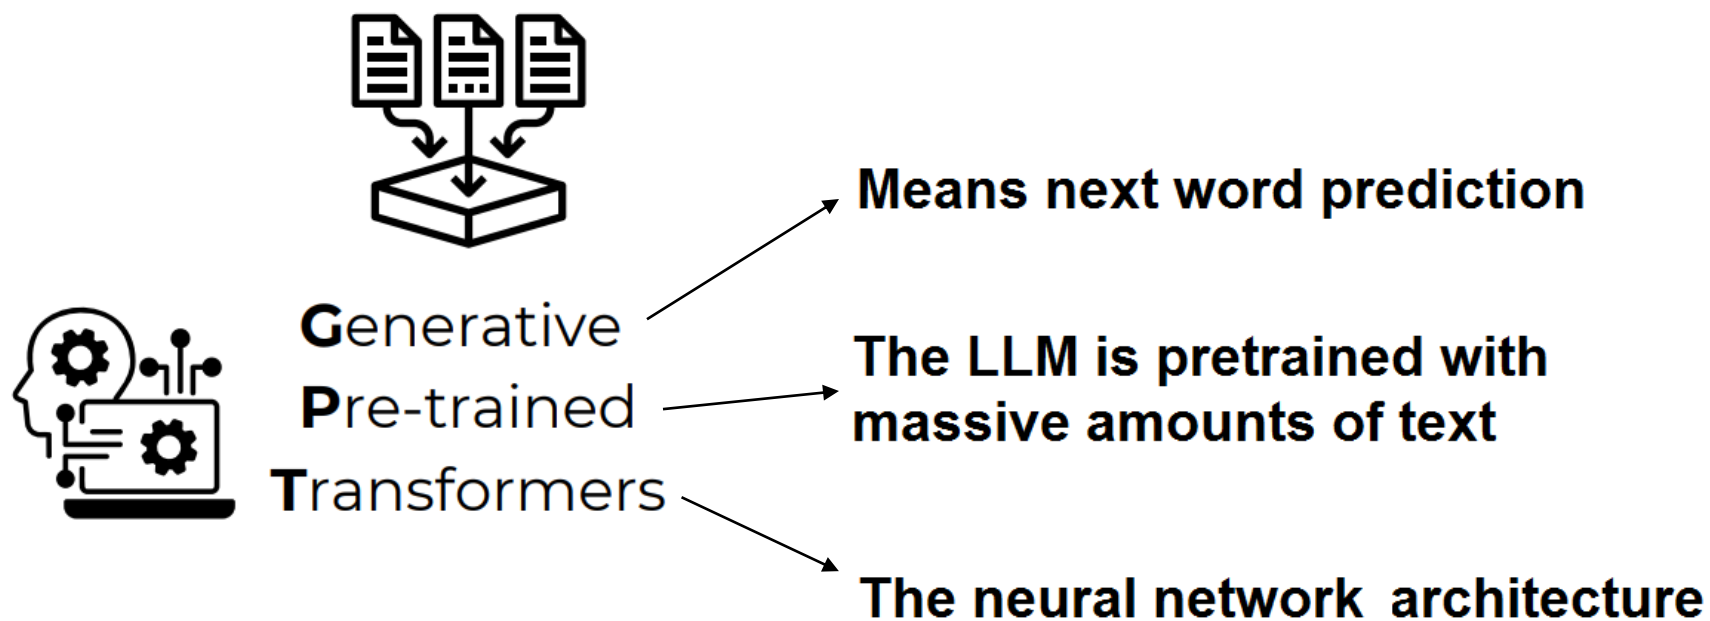 Generative
Pre-trained
Transformers
Means next word prediction
The LLM is pretrained with
massive amounts of text
The neural network architecture